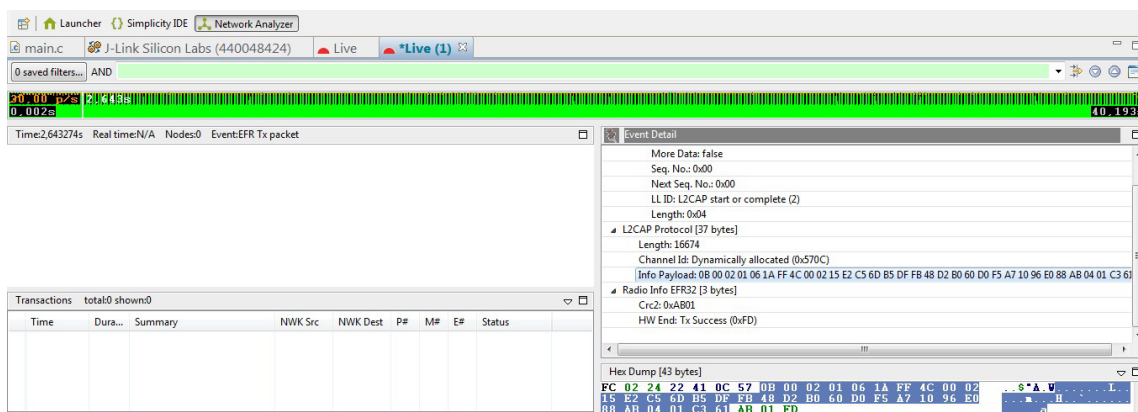 Launcher {} Simplicity IDE Network Analyzer
main.c J-Link Silicon Labs (440048424) Live *Live (1)
0 saved filters... AND
30,00 p/s 2,643s
0,002s 40,193
Time:2,643274s Real time:N/A Nodes:0 Event:EFR Tx packet
Event Detail
More Data: false
Seq. No.: 0x00
Next Seq. No.: 0x00
LL ID: L2CAP start or complete (2)
Length: 0x04
L2CAP Protocol [37 bytes]
Length: 16674
Channel Id: Dynamically allocated (0x570C)
Info Payload: 0B 00 02 01 06 1A FF 4C 00 02 15 E2 C5 6D B5 DF FB 48 D2 B0 60 D0 F5 A7 10 96 E0 88 AB 04 01 C3 61
Radio Info EFR32 [3 bytes]
Crc2: 0xAB01
HW End: Tx Success (0xFD)
Transactions total:0 shown:0
Time Dura... Summary NWK Src NWK Dest P# M# E# Status
Hex Dump [43 bytes]
FC 02 24 22 41 0C 57 0B 00 02 01 06 1A FF 4C 00 02 ..$"A.W.......L..
15 E2 C5 6D B5 DF FB 48 D2 B0 60 D0 F5 A7 10 96 E0 ...m...H..`......
88 AB 04 01 C3 61 AB 01 FD .....a...